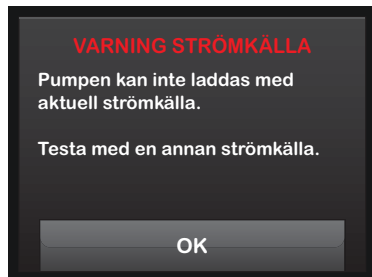 VARNING STRÖMKÄLLA
Pumpen kan inte laddas med
aktuell strömkälla.
Testa med en annan strömkälla.
OK